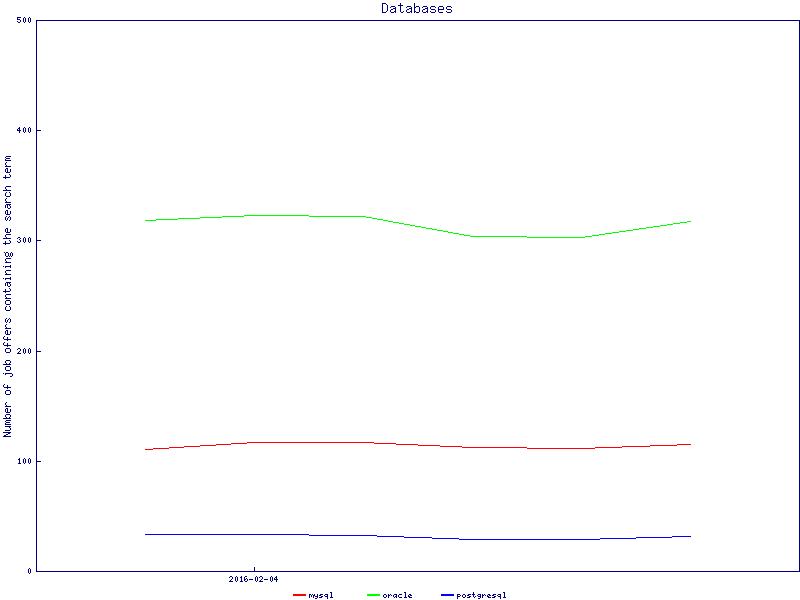 Databases
500
400
300
200
100
0
Number of job offers containing the search term
2016-02-04
mysql oracle postgresql